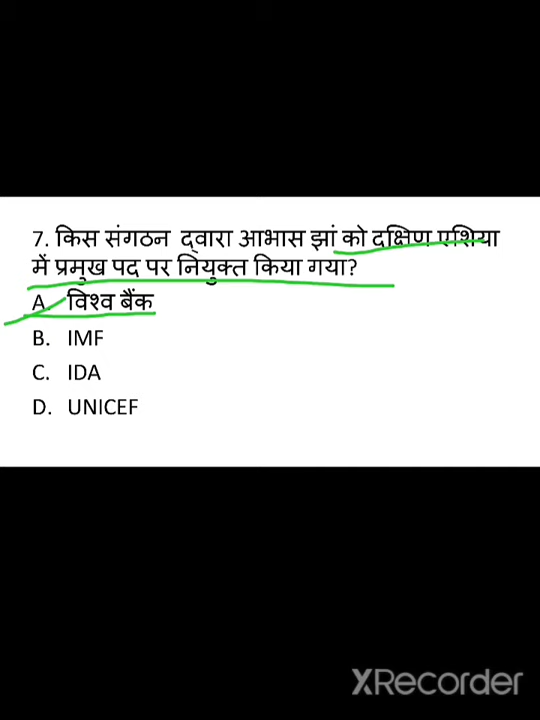 7. किस संगठन द्वारा आभास झां को दक्षिण एशिया
में प्रमुख पद पर नियुक्त किया गया?
A. विश्व बैंक
B. IMF
C. IDA
D. UNICEF
XRecorder